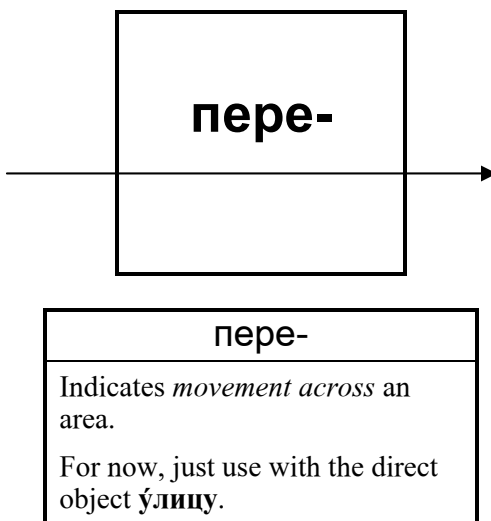 пере-
пере-
Indicates movement across an
area.
For now, just use with the direct
object у́лицу.